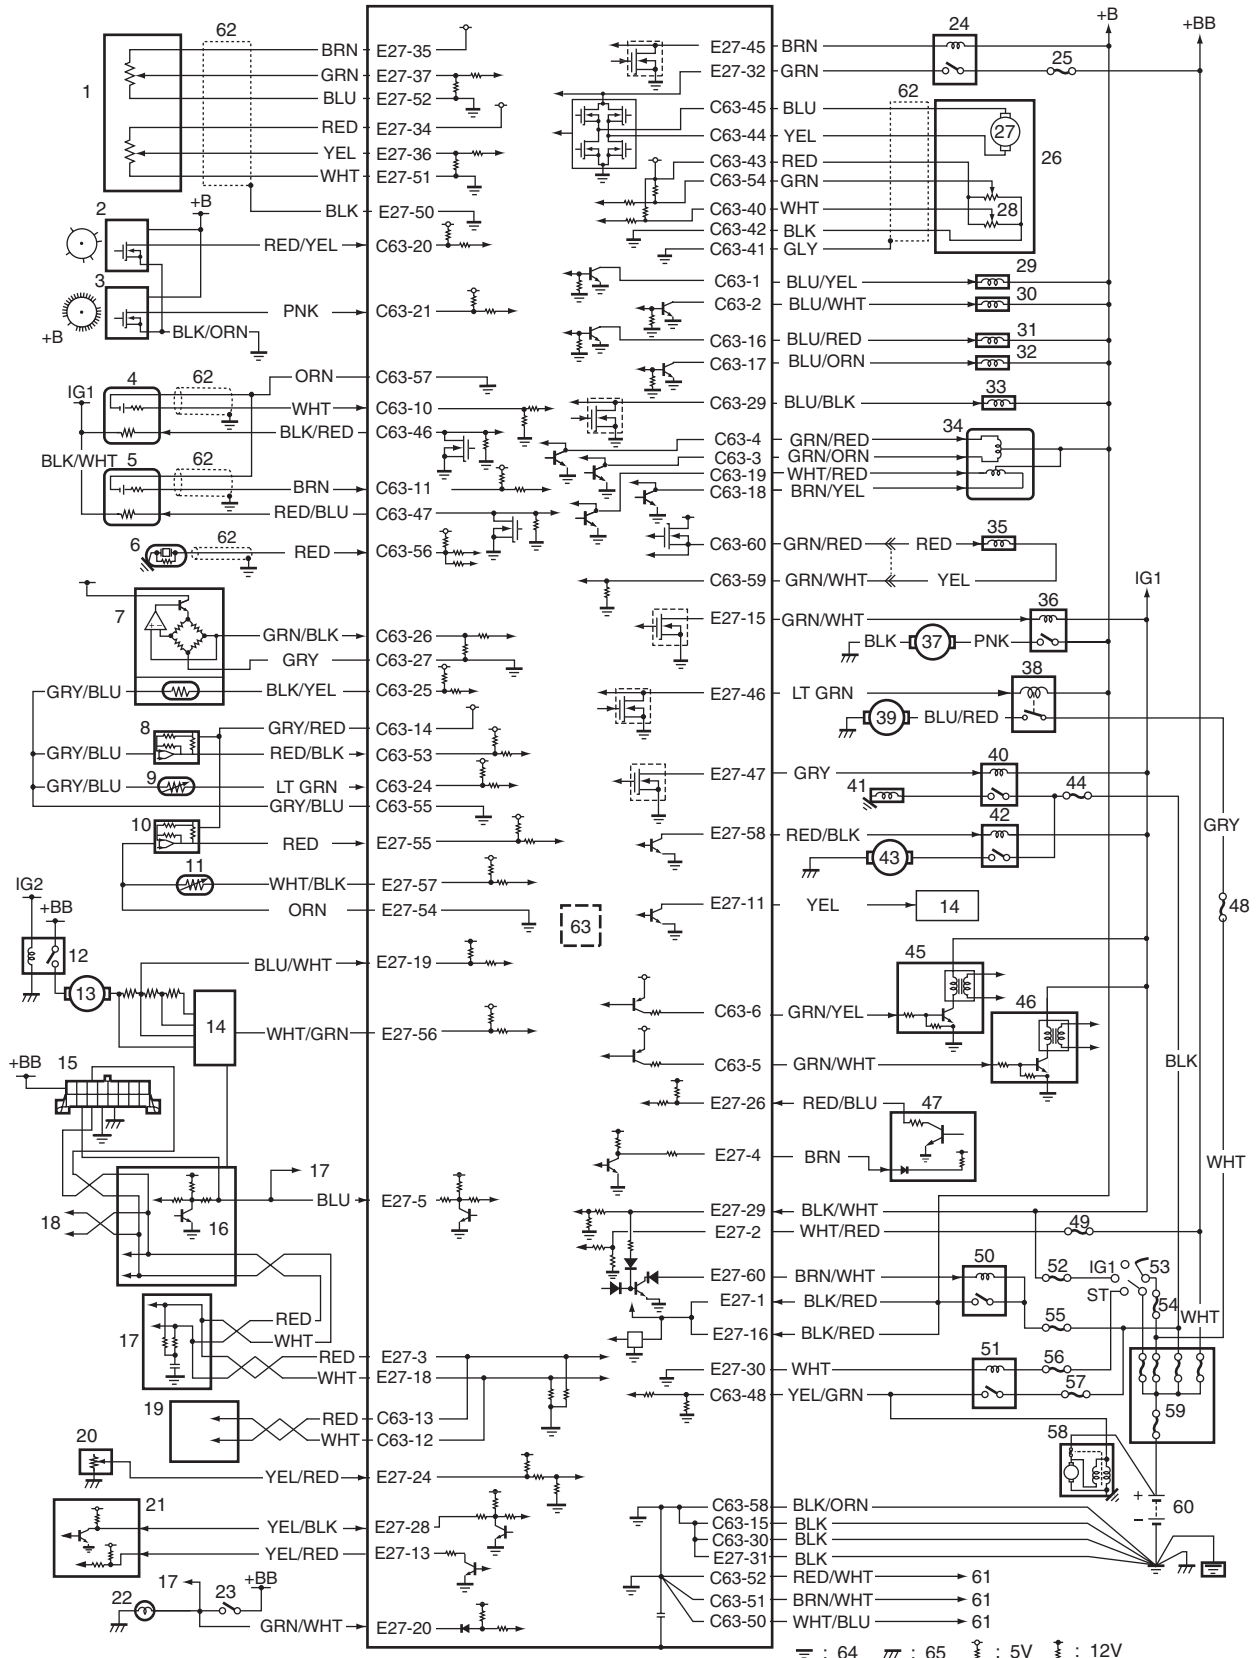 62
1
BRN E27-35
GRN E27-37
BLU E27-52
RED E27-34
YEL E27-36
WHT E27-51
BLK E27-50
2
+B
RED/YEL C63-20
3
+B
PNK C63-21
BLK/ORN
ORN C63-57
IG1
4
62
WHT C63-10
BLK/RED C63-46
BLK/WHT
5
62
BRN C63-11
RED/BLU C63-47
6
62
RED C63-56
7
GRN/BLK C63-26
GRY C63-27
GRY/BLU BLK/YEL C63-25
8
GRY/RED C63-14
GRY/BLU RED/BLK C63-53
GRY/BLU 9 LT GRN C63-24
GRY/BLU C63-55
10
RED E27-55
11
WHT/BLK E27-57
ORN E27-54
IG2
+BB
12
BLU/WHT E27-19
13
14
WHT/GRN E27-56
+BB
15
17
BLU E27-5
18
16
RED
WHT
17
RED E27-3
WHT E27-18
19
RED C63-13
WHT C63-12
20
YEL/RED E27-24
21
YEL/BLK E27-28
YEL/RED E27-13
17
+BB
22
23
GRN/WHT E27-20
63
+B
+BB
24
E27-45 BRN
E27-32 GRN
25
62
C63-45 BLU
27
C63-44 YEL
26
C63-43 RED
C63-54 GRN
C63-40 WHT
28
C63-42 BLK
C63-41 GLY
29
C63-1 BLU/YEL
30
C63-2 BLU/WHT
31
C63-16 BLU/RED
32
C63-17 BLU/ORN
33
C63-29 BLU/BLK
34
C63-4 GRN/RED
C63-3 GRN/ORN
C63-19 WHT/RED
C63-18 BRN/YEL
35
C63-60 GRN/RED RED
C63-59 GRN/WHT YEL
IG1
36
E27-15 GRN/WHT
BLK 37 PNK
38
E27-46 LT GRN
39 BLU/RED
40
E27-47 GRY
41
44
42
E27-58 RED/BLK
43
GRY
E27-11 YEL 14
48
45
46
C63-6 GRN/YEL
C63-5 GRN/WHT
BLK
E27-26 RED/BLU
47
E27-4 BRN
WHT
E27-29 BLK/WHT
E27-2 WHT/RED
49
50
E27-60 BRN/WHT
52
IG1
53
E27-1 BLK/RED
ST
54
WHT
E27-16 BLK/RED
55
51
E27-30 WHT
56
C63-48 YEL/GRN
57
59
58
+
60
−
C63-58 BLK/ORN
C63-15 BLK
C63-30 BLK
E27-31 BLK
C63-52 RED/WHT 61
C63-51 BRN/WHT 61
C63-50 WHT/BLU 61
: 64 : 65 : 5V : 12V